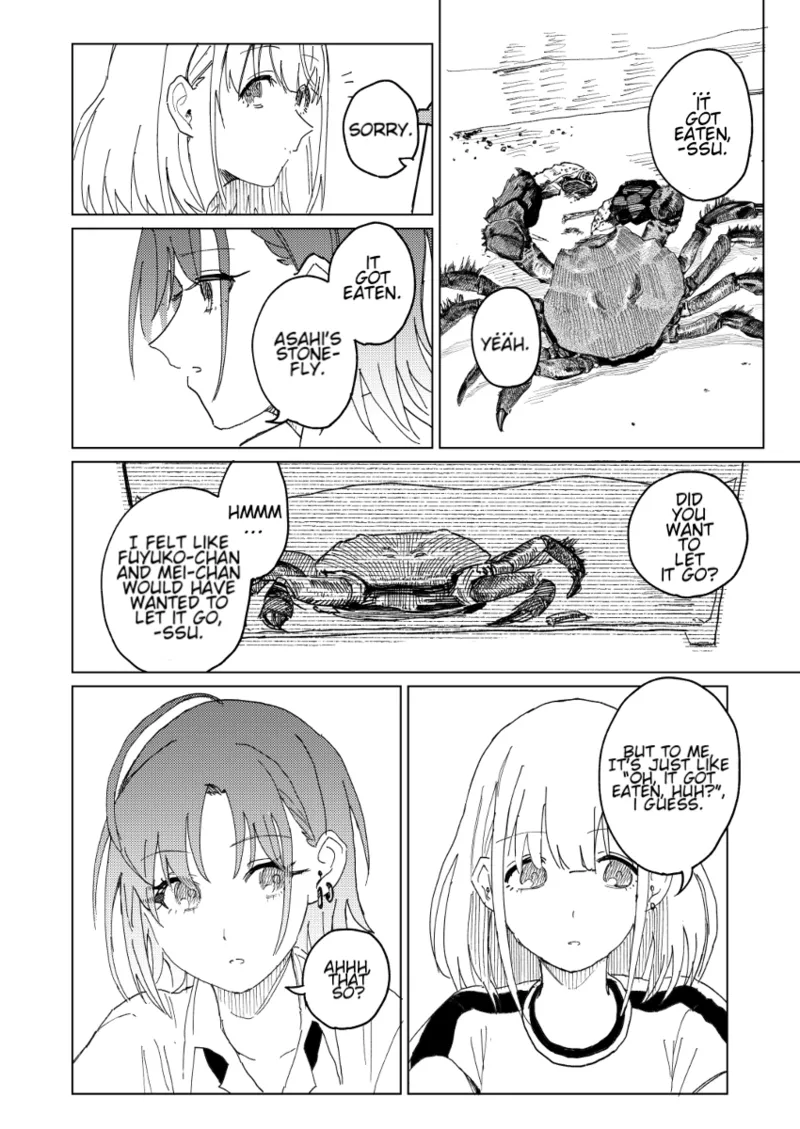 ...
IT
GOT
EATEN,
-SSU.
...
YEAH.
SORRY.
IT
GOT
EATEN.
ASAHI'S
STONE-
FLY.
DID
YOU
WANT
TO
LET
IT GO?
HMMM
...
I FELT LIKE
FUYUKO-CHAN
AND MEI-CHAN
WOULD HAVE
WANTED TO
LET IT GO,
-SSU.
BUT TO ME,
IT'S JUST LIKE
"OH, IT GOT
EATEN, HUH?",
I GUESS.
AHHH,
THAT
SO?